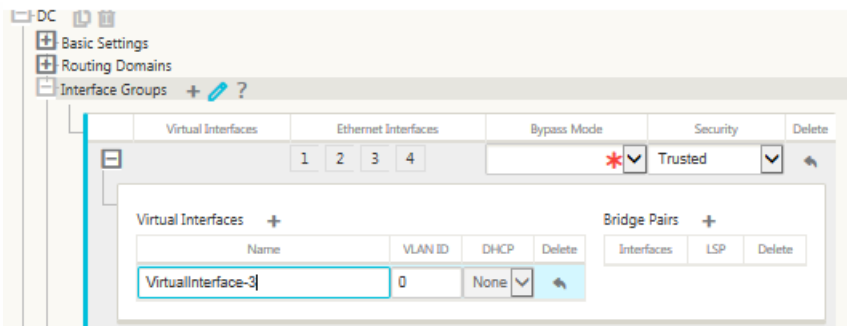 DC
Basic Settings
Routing Domains
Interface Groups + ?
Virtual Interfaces Ethernet Interfaces Bypass Mode Security Delete
1 2 3 4 * Trusted
Virtual Interfaces + Bridge Pairs +
Name VLAN ID DHCP Delete Interfaces LSP Delete
VirtualInterface-3 0 None